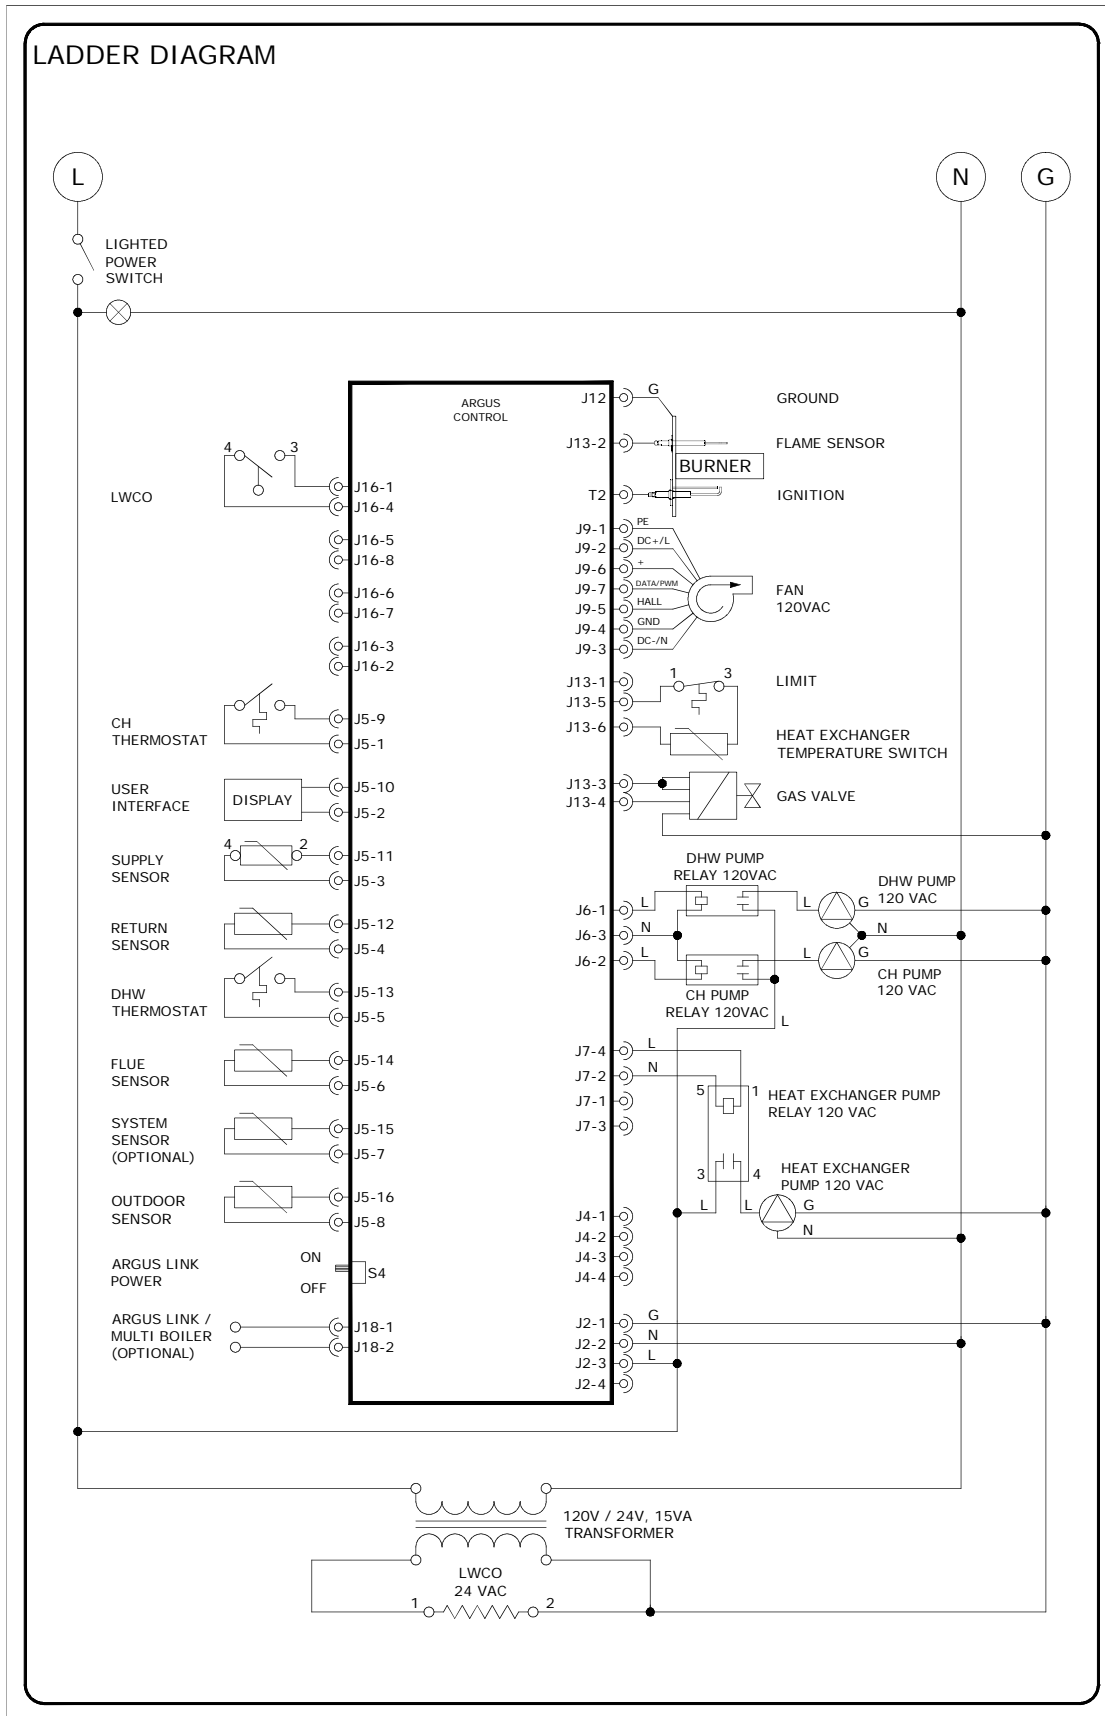 LADDER DIAGRAM
L
N
G
LIGHTED
POWER
SWITCH
ARGUS
CONTROL
LWCO
4
3
J16-1
J16-4
J16-5
J16-8
J16-6
J16-7
J16-3
J16-2
CH
THERMOSTAT
J5-9
J5-1
USER
INTERFACE
DISPLAY
J5-10
J5-2
SUPPLY
SENSOR
4
2
J5-11
J5-3
RETURN
SENSOR
J5-12
J5-4
DHW
THERMOSTAT
J5-13
J5-5
FLUE
SENSOR
J5-14
J5-6
SYSTEM
SENSOR
(OPTIONAL)
J5-15
J5-7
OUTDOOR
SENSOR
J5-16
J5-8
ARGUS LINK
POWER
ON
OFF
S4
ARGUS LINK /
MULTI BOILER
(OPTIONAL)
J18-1
J18-2
J12
G
GROUND
J13-2
FLAME SENSOR
BURNER
T2
IGNITION
J9-1
PE
J9-2
DC+/L
J9-6
+
J9-7
DATA/PWM
J9-5
HALL
J9-4
GND
J9-3
DC-/N
FAN
120VAC
J13-1
J13-5
J13-6
1
3
LIMIT
HEAT EXCHANGER
TEMPERATURE SWITCH
J13-3
J13-4
GAS VALVE
DHW PUMP
RELAY 120VAC
DHW PUMP
120 VAC
J6-1
L
L
G
J6-3
N
N
J6-2
L
L
G
CH PUMP
RELAY 120VAC
CH PUMP
120 VAC
L
J7-4
L
J7-2
N
J7-1
J7-3
5
1
HEAT EXCHANGER PUMP
RELAY 120 VAC
3
4
HEAT EXCHANGER
PUMP 120 VAC
L
L
G
N
J4-1
J4-2
J4-3
J4-4
J2-1
G
J2-2
N
J2-3
L
J2-4
120V / 24V, 15VA
TRANSFORMER
LWCO
24 VAC
1
2